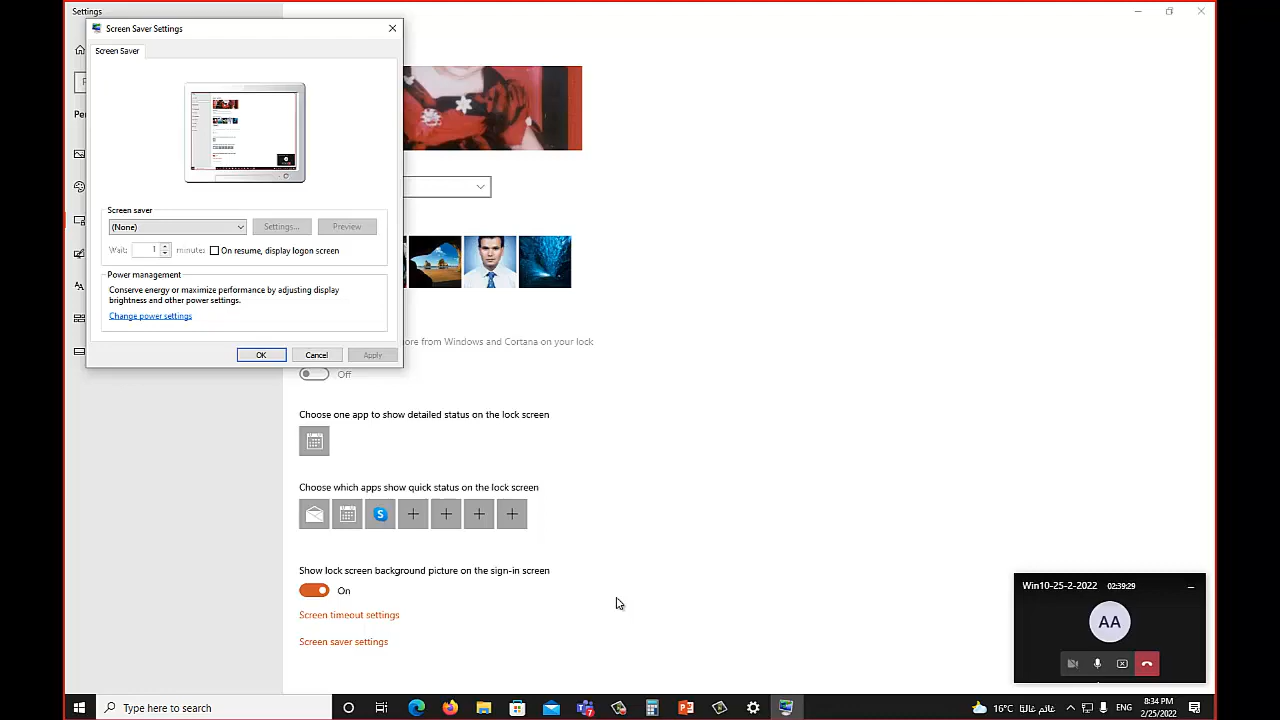 Settings
Screen Saver Settings
Screen Saver
Screen saver
(None)
Settings...
Preview
Wait:
1
minutes
On resume, display logon screen
Power management
Conserve energy or maximize performance by adjusting display
brightness and other power settings.
Change power settings
OK
Cancel
Apply
ore from Windows and Cortana on your lock
Off
Choose one app to show detailed status on the lock screen
Choose which apps show quick status on the lock screen
Show lock screen background picture on the sign-in screen
On
Screen timeout settings
Screen saver settings
Win10-25-2-2022 02:39:29
AA
Type here to search
16°C غائم غالبًا
ENG
8:34 PM
2/25/2022